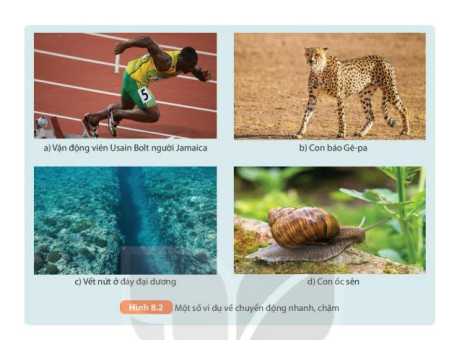 5
a) Vận động viên Usain Bolt người Jamaica
b) Con báo Gê-pa
c) Vết nứt ở đáy đại dương
d) Con ốc sên
Hình 8.2 Một số ví dụ về chuyển động nhanh, chậm